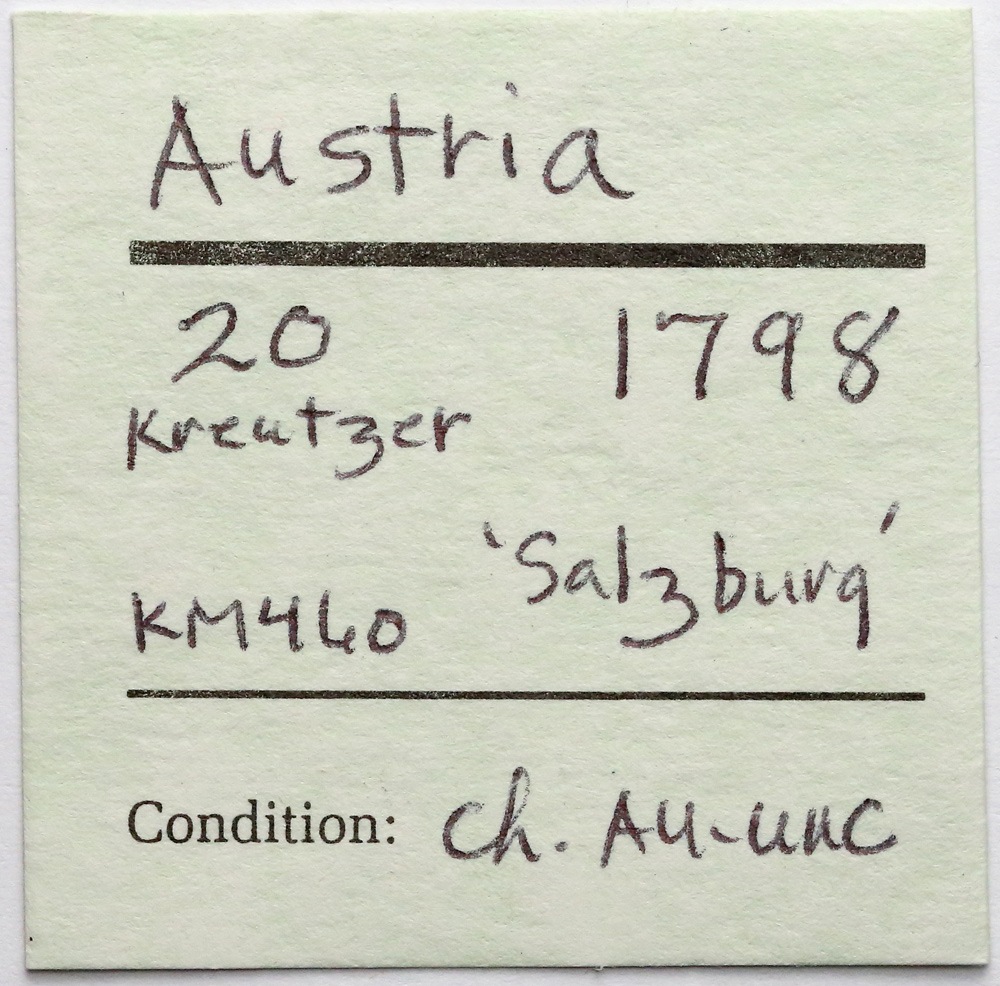 Austria
20 1798
Kreutzer
'Salzburg'
KM460
Condition: Ch. AU-UNC